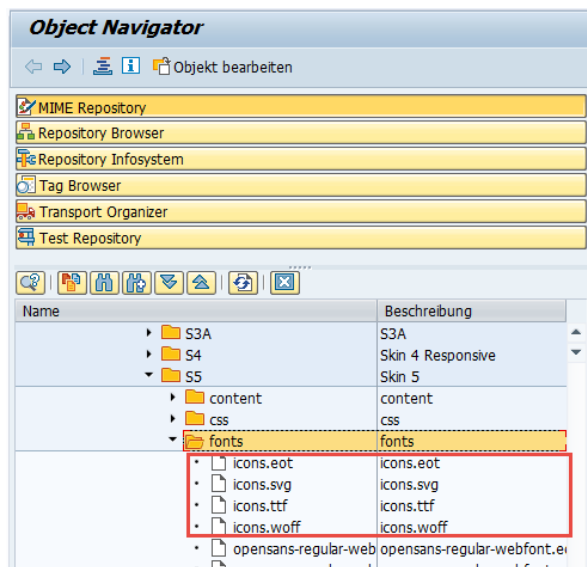 Object Navigator
Objekt bearbeiten
MIME Repository
Repository Browser
Repository Infosystem
Tag Browser
Transport Organizer
Test Repository
Name Beschreibung
S3A S3A
S4 Skin 4 Responsive
S5 Skin 5
content content
css css
fonts fonts
icons.eot icons.eot
icons.svg icons.svg
icons.ttf icons.ttf
icons.woff icons.woff
opensans-regular-web opensans-regular-webfont.e